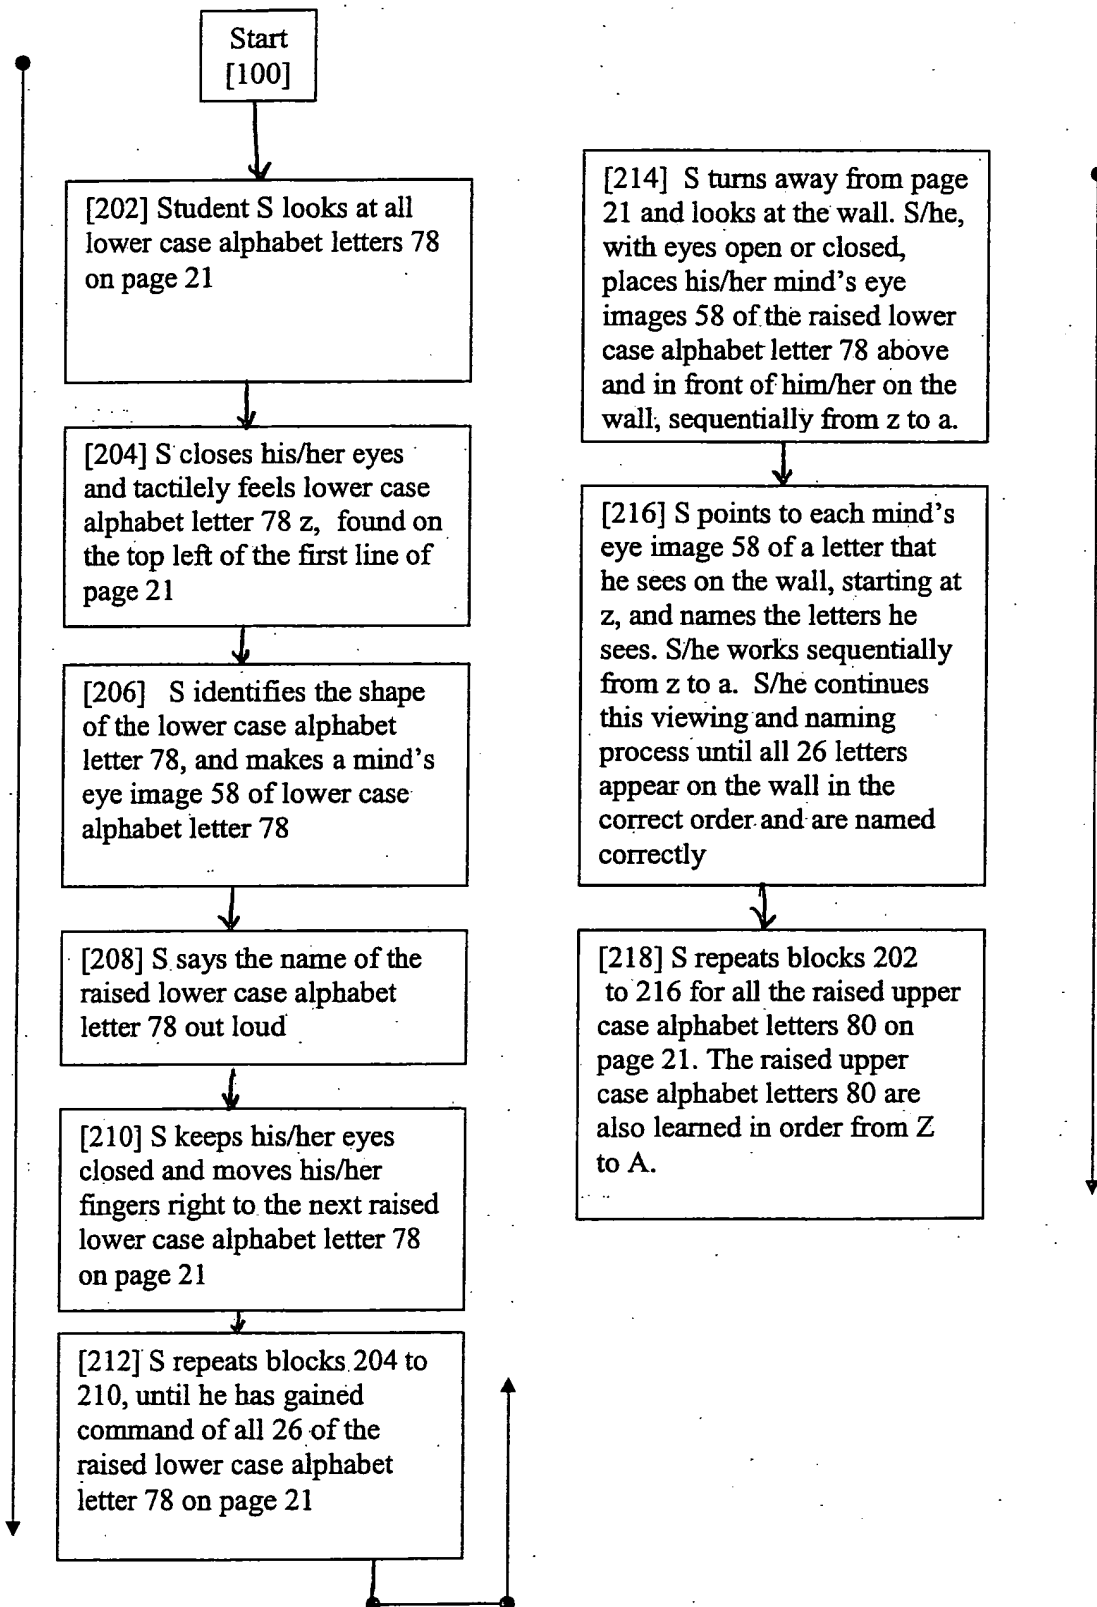 Start
[100]
[202] Student S looks at all
lower case alphabet letters 78
on page 21
[204] S closes his/her eyes
and tactilely feels lower case
alphabet letter 78 z, found on
the top left of the first line of
page 21
[206] S identifies the shape
of the lower case alphabet
letter 78, and makes a mind's
eye image 58 of lower case
alphabet letter 78
[208] S says the name of the
raised lower case alphabet
letter 78 out loud
[210] S keeps his/her eyes
closed and moves his/her
fingers right to the next raised
lower case alphabet letter 78
on page 21
[212] S repeats blocks 204 to
210, until he has gained
command of all 26 of the
raised lower case alphabet
letter 78 on page 21
[214] S turns away from page
21 and looks at the wall. S/he,
with eyes open or closed,
places his/her mind's eye
images 58 of the raised lower
case alphabet letter 78 above
and in front of him/her on the
wall, sequentially from z to a.
[216] S points to each mind's
eye image 58 of a letter that
he sees on the wall, starting at
z, and names the letters he
sees. S/he works sequentially
from z to a. S/he continues
this viewing and naming
process until all 26 letters
appear on the wall in the
correct order and are named
correctly
[218] S repeats blocks 202
to 216 for all the raised upper
case alphabet letters 80 on
page 21. The raised upper
case alphabet letters 80 are
also learned in order from Z
to A.